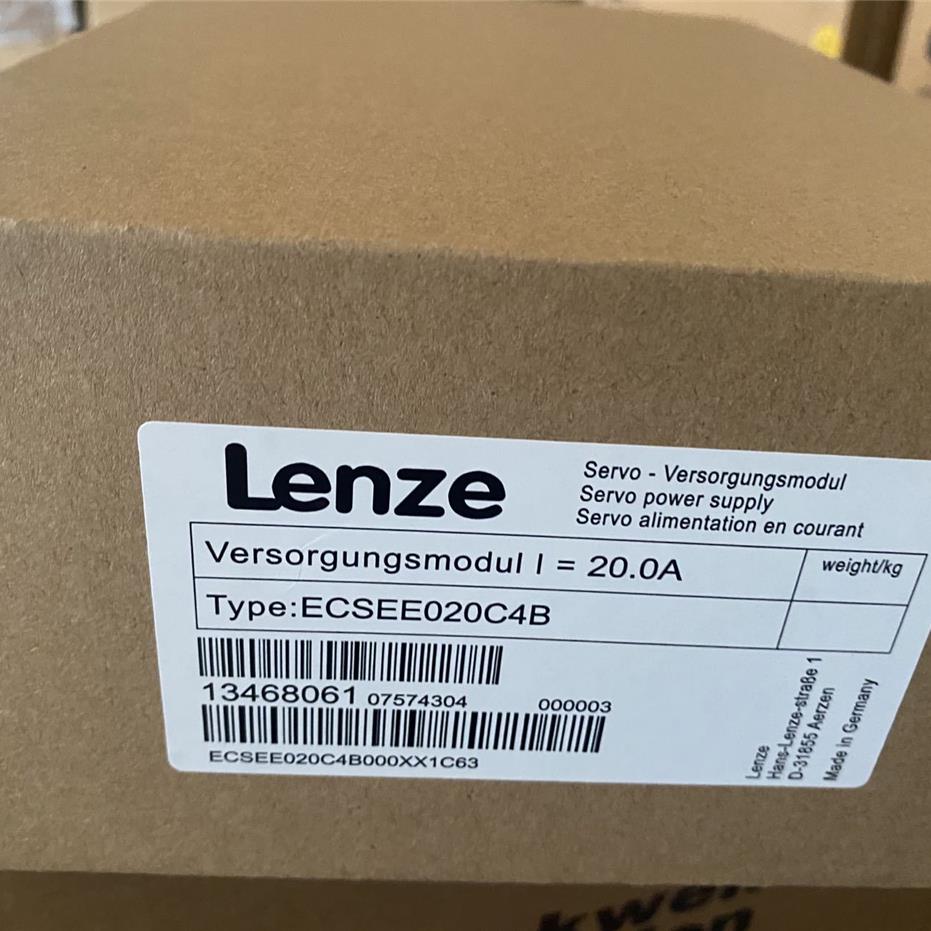 Lenze
Servo - Versorgungsmodul
Servo power supply
Servo alimentation en courant
Versorgungsmodul I = 20.0A
weight/kg
Type:ECSEE020C4B
13468061 07574304 000003
ECSEE020C4B000XX1C63
Lenze
Hans-Lenze-straße 1
D-31855 Aerzen
Made in Germany